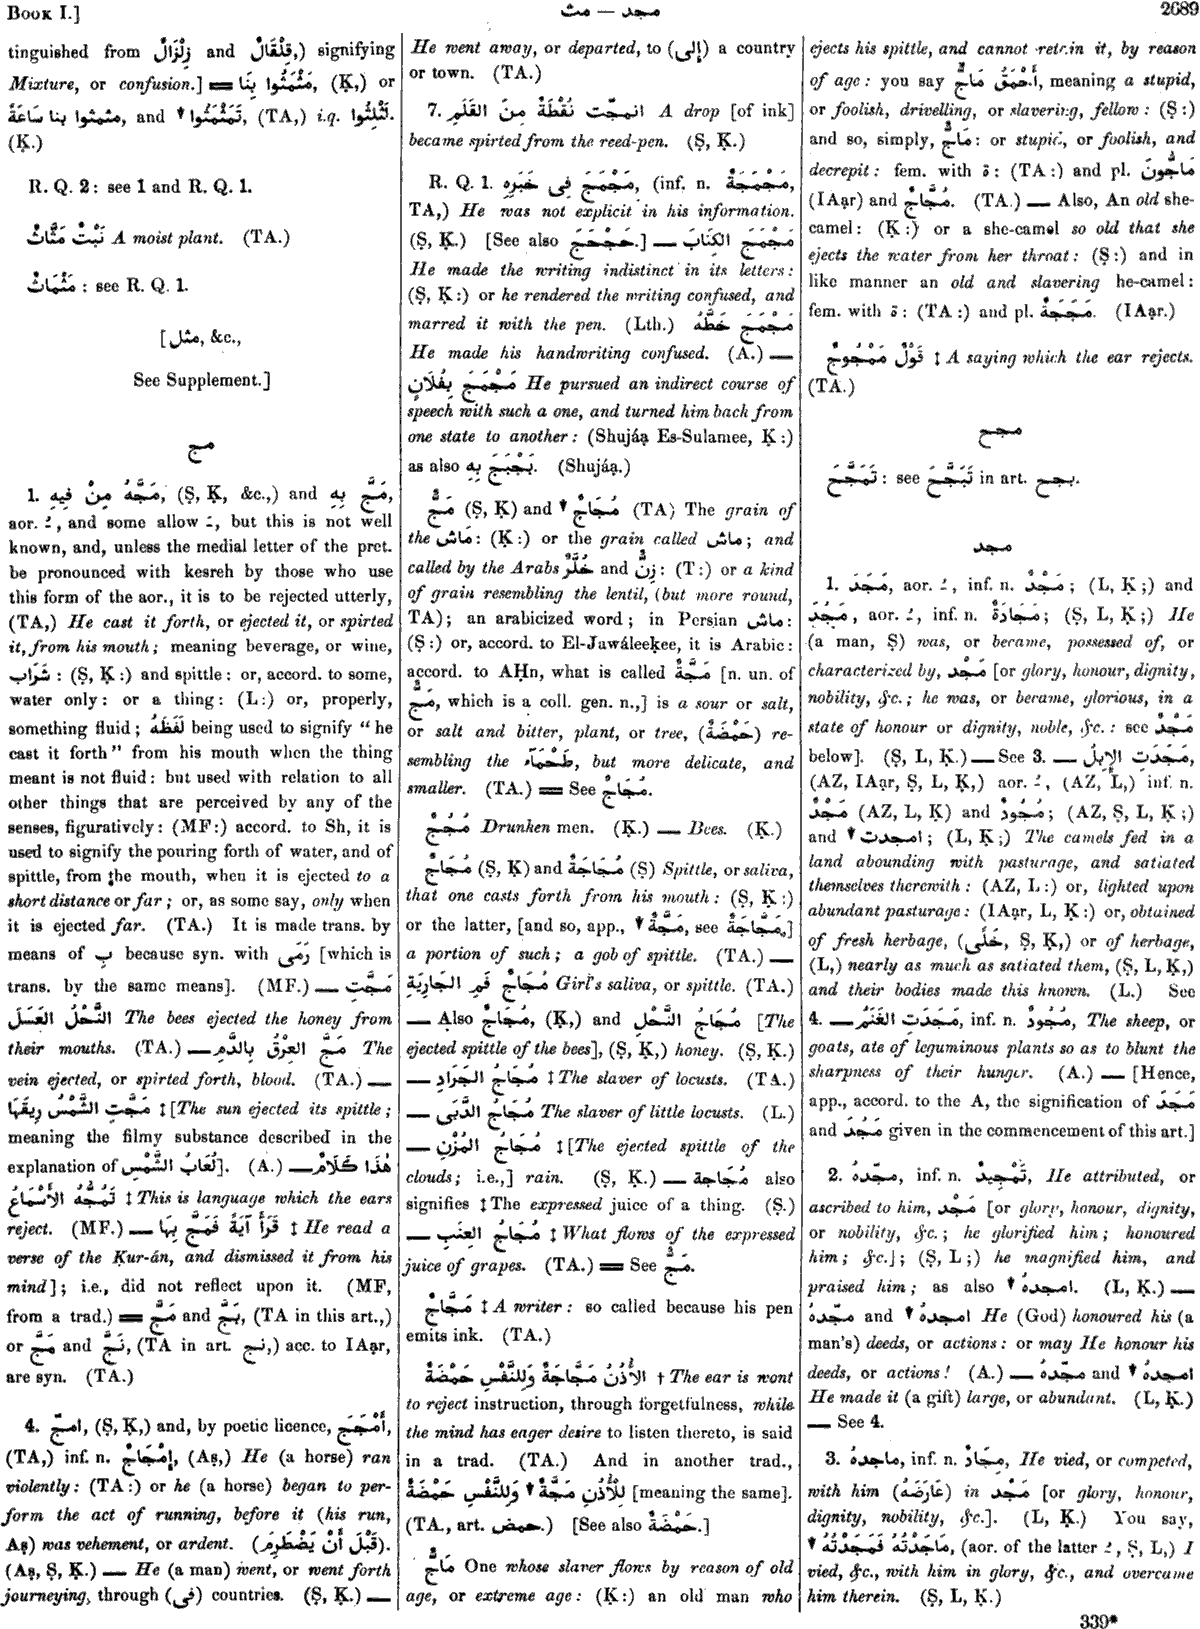 BOOK I.]
مجد — مث
2689
tinguished from زِلْزَالٌ and قِلْقَالٌ,) signifying
Mixture, or confusion.] = مَثْمَثُوا بِنَا, (Ḳ,) or
مثمثوا بنا سَاعَةً, and ▼ تَمَثْمَثُوا, (TA,) i.q. لَثْلِثُوا.
(Ḳ.)
R. Q. 2: see 1 and R. Q. 1.
نَبْتٌ مَثَّاثٌ A moist plant. (TA.)
مَثْمَاثٌ : see R. Q. 1.
[مثل, &c.,
See Supplement.]
مج
1. مَجَّهُ مِنْ فِيهِ, (Ṣ, Ḳ, &c.,) and مَجَّ بِهِ,
aor. ـُ, and some allow ـَ, but this is not well
known, and, unless the medial letter of the pret.
be pronounced with kesreh by those who use
this form of the aor., it is to be rejected utterly,
(TA,) He cast it forth, or ejected it, or spirted
it, from his mouth; meaning beverage, or wine,
شَرَاب : (Ṣ, Ḳ:) and spittle: or, accord. to some,
water only: or a thing: (L:) or, properly,
something fluid; لَفَظَهُ being used to signify "he
cast it forth" from his mouth when the thing
meant is not fluid: but used with relation to all
other things that are perceived by any of the
senses, figuratively: (MF:) accord. to Sh, it is
used to signify the pouring forth of water, and of
spittle, from the mouth, when it is ejected to a
short distance or far; or, as some say, only when
it is ejected far. (TA.) It is made trans. by
means of ب because syn. with رَمَى [which is
trans. by the same means]. (MF.) — مَجَّتِ
النَّحْلُ العَسَلَ The bees ejected the honey from
their mouths. (TA.) — مَجَّ العِرْقُ بِالدَّمِ The
vein ejected, or spirted forth, blood. (TA.) —
مَجَّتِ الشَّمْسُ رِيقَهَا ‡ [The sun ejected its spittle;
meaning the filmy substance described in the
explanation of لُعَابُ الشَّمْسِ]. (A.) — هٰذَا كَلَامٌ
تَمُجُّهُ الأَسْمَاعُ ‡ This is language which the ears
reject. (MF.) — قَرَأَ آيَةً فَمَجَّ بِهَا ‡ He read a
verse of the Ḳur-án, and dismissed it from his
mind]; i.e., did not reflect upon it. (MF,
from a trad.) = مَجَّ and بَجَّ, (TA in this art.,)
or مَجَّ and نَجَّ, (TA in art. نج,) acc. to IAạr,
are syn. (TA.)
4. امجّ, (Ṣ, Ḳ,) and, by poetic licence, أَمْجَجَ,
(TA,) inf. n. إِمْجَاجٌ, (Aṣ,) He (a horse) ran
violently: (TA:) or he (a horse) began to per-
form the act of running, before it (his run,
Aṣ) was vehement, or ardent. (قَبْلَ أَنْ يَضْطَرِمَ).
(Aṣ, Ṣ, Ḳ.) — He (a man) went, or went forth
journeying, through (فى) countries. (Ṣ, Ḳ.) —
He went away, or departed, to (إِلَى) a country
or town. (TA.)
7. انمجّت نُقْطَةٌ مِنَ القَلَمِ A drop [of ink]
became spirted from the reed-pen. (Ṣ, Ḳ.)
R. Q. 1. مَجْمَجَ فِى خَبَرِهِ, (inf. n. مَجْمَجَةٌ,
TA,) He was not explicit in his information.
(Ṣ, Ḳ.) [See also حَجْحَجَ.] — مَجْمَجَ الكِتَابَ
He made the writing indistinct in its letters:
(Ṣ, Ḳ:) or he rendered the writing confused, and
marred it with the pen. (Lth.) مَجْمَجَ خَطَّهُ
He made his handwriting confused. (A.) —
مَجْمَجَ بِفُلَانٍ He pursued an indirect course of
speech with such a one, and turned him back from
one state to another: (Shujáạ Es-Sulamee, Ḳ:)
as also بَجْبَجَ بِهِ. (Shujáạ.)
مَجٌّ (Ṣ, Ḳ) and ▼ مُجَاجٌ (TA) The grain of
the مَاش: (Ḳ:) or the grain called ماش; and
called by the Arabs خُلَّرٌ and زِنٌّ: (T:) or a kind
of grain resembling the lentil, (but more round,
TA); an arabicized word; in Persian ماش:
(Ṣ:) or, accord. to El-Jawáleeḳee, it is Arabic:
accord. to AḤn, what is called مَجَّةٌ [n. un. of
مَجٌّ, which is a coll. gen. n.,] is a sour or salt,
or salt and bitter, plant, or tree, (حَمْضَةٌ) re-
sembling the طَحْمَآء, but more delicate, and
smaller. (TA.) = See مُجَاجٌ.
مُجُجٌ Drunken men. (Ḳ.) — Bees. (Ḳ.)
مُجَاجٌ (Ṣ, Ḳ) and مُجَاجَةٌ (Ṣ) Spittle, or saliva,
that one casts forth from his mouth: (Ṣ, Ḳ:)
or the latter, [and so, app., ▼ مَجَّةٌ, see مَجَّاجَةٌ,]
a portion of such; a gob of spittle. (TA.) —
مُجَاجُ فَمِ الجَارِيَةِ Girl's saliva, or spittle. (TA.)
— Also مُجَاجٌ, (Ḳ,) and مُجَاجُ النَّحْلِ [The
ejected spittle of the bees], (Ṣ, Ḳ,) honey. (Ṣ, Ḳ.)
— مُجَاجُ الجَرَادِ ‡ The slaver of locusts. (TA.)
— مُجَاجُ الدَّبَى The slaver of little locusts. (L.)
— مُجَاجُ المُزْنِ ‡ [The ejected spittle of the
clouds; i.e.,] rain. (Ṣ, Ḳ.) — مُجَاجة also
signifies ‡ The expressed juice of a thing. (Ṣ.)
— مُجَاجُ العِنَبِ ‡ What flows of the expressed
juice of grapes. (TA.) = See مَجٌّ.
مَجَّاجٌ ‡ A writer: so called because his pen
emits ink. (TA.)
الأُذُنُ مَجَّاجَةٌ وَلِلنَّفْسِ حَمْضَةٌ † The ear is wont
to reject instruction, through forgetfulness, while
the mind has eager desire to listen thereto, is said
in a trad. (TA.) And in another trad.,
لِلْأُذُنِ مَجَّةٌ ▼ وَلِلنَّفْسِ حَمْضَةٌ [meaning the same].
(TA., art. حمض.) [See also حَمْضَةٌ.]
مَاجٌّ One whose slaver flows by reason of old
age, or extreme age: (Ḳ:) an old man who
ejects his spittle, and cannot retain it, by reason
of age: you say أَحْمَقُ مَاجٌّ, meaning a stupid,
or foolish, drivelling, or slavering, fellow: (Ṣ:)
and so, simply, مَاجٌّ: or stupid, or foolish, and
decrepit: fem. with ة: (TA:) and pl. مَاجُّونَ
(IAạr) and مُجَّاجٌ. (TA.) — Also, An old she-
camel: (Ḳ:) or a she-camel so old that she
ejects the water from her throat: (Ṣ:) and in
like manner an old and slavering he-camel:
fem. with ة: (TA:) and pl. مَجَجَةٌ. (IAạr.)
قَوْلٌ مَمْجُوجٌ ‡ A saying which the ear rejects.
(TA.)
مجح
تَمَجَّحَ: see تَبَجَّحَ in art. بجح.
مجد
1. مَجَدَ, aor. ـُ, inf. n. مَجْدٌ; (L, Ḳ;) and
مَجُدَ, aor. ـُ, inf. n. مَجَادَةٌ; (Ṣ, L, Ḳ;) He
(a man, Ṣ) was, or became, possessed of, or
characterized by, مَجْد [or glory, honour, dignity,
nobility, &c.; he was, or became, glorious, in a
state of honour or dignity, noble, &c.: see مَجْدٌ
below]. (Ṣ, L, Ḳ.) — See 3. — مَجَدَتِ الإِبِلُ,
(AZ, IAạr, Ṣ, L, Ḳ,) aor. ـُ, (AZ, L,) inf. n.
مَجْدٌ (AZ, L, Ḳ) and مُجُودٌ; (AZ, Ṣ, L, Ḳ;)
and ▼ امجدت; (L, Ḳ;) The camels fed in a
land abounding with pasturage, and satiated
themselves therewith: (AZ, L:) or, lighted upon
abundant pasturage: (IAạr, L, Ḳ:) or, obtained
of fresh herbage, (خَلًى, Ṣ, Ḳ,) or of herbage,
(L,) nearly as much as satiated them, (Ṣ, L, Ḳ,)
and their bodies made this known. (L.) See
4. — مَجَدَت الغَنَمُ, inf. n. مُجُودٌ, The sheep, or
goats, ate of leguminous plants so as to blunt the
sharpness of their hunger. (A.) — [Hence,
app., accord. to the A, the signification of مَجَدَ
and مَجُدَ given in the commencement of this art.]
2. مجّدهُ, inf. n. تَمْجِيدٌ, He attributed, or
ascribed to him, مَجْد [or glory, honour, dignity,
or nobility, &c.; he glorified him; honoured
him; &c.]; (Ṣ, L;) he magnified him, and
praised him; as also ▼ امجدهُ. (L, Ḳ.) —
مجّدهُ and ▼ امجدهُ He (God) honoured his (a
man's) deeds, or actions: or may He honour his
deeds, or actions! (A.) — مجّدهُ and ▼ امجدهُ
He made it (a gift) large, or abundant. (L, Ḳ.)
— See 4.
3. ماجدهُ, inf. n. مِجَادٌ, He vied, or competed,
with him (عَارَضَهُ) in مَجْد [or glory, honour,
dignity, nobility, &c.]. (L, Ḳ.) You say,
▼ مَاجَدْتُهُ فَمَجَدْتُهُ, (aor. of the latter ـُ, Ṣ, L,) I
vied, &c., with him in glory, &c., and overcame
him therein. (Ṣ, L, Ḳ.)
339*